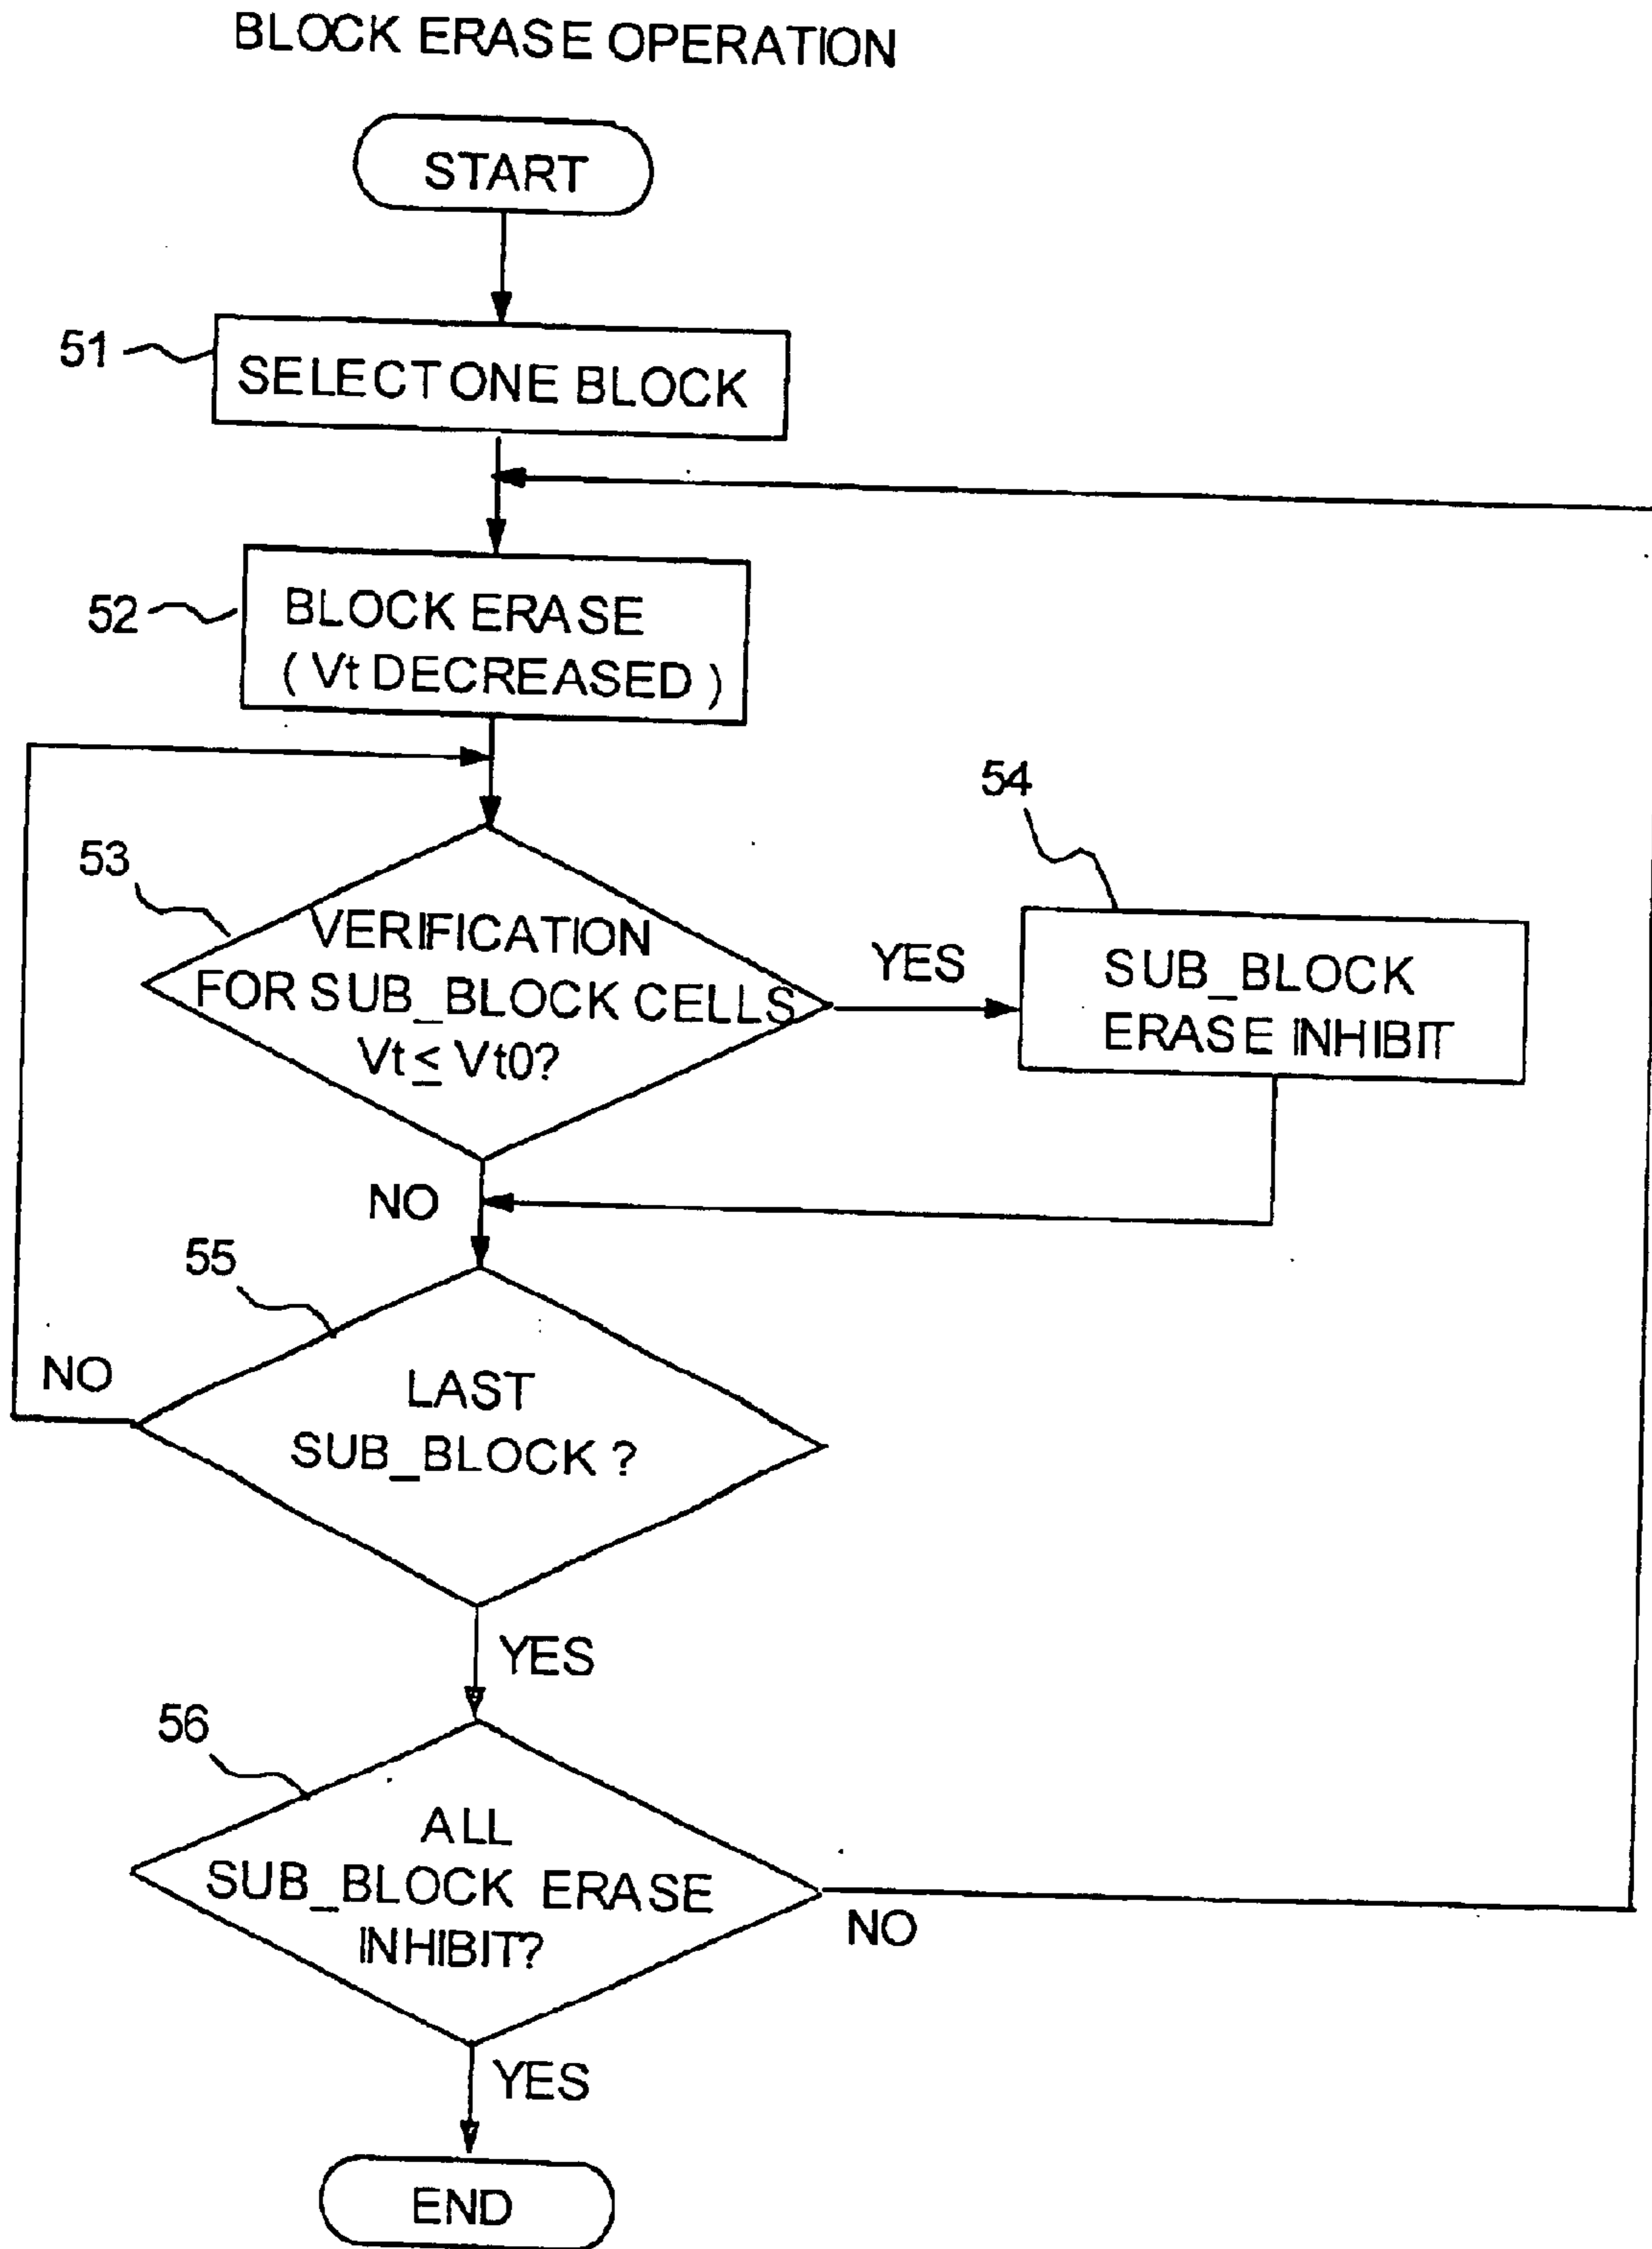 BLOCK ERASE OPERATION
START
51
SELECT ONE BLOCK
52
BLOCK ERASE
( Vt DECREASED )
53
VERIFICATION
FOR SUB_BLOCK CELLS
Vt ≤ Vt0?
YES
54
SUB_BLOCK
ERASE INHIBIT
NO
55
LAST
SUB_BLOCK ?
NO
YES
56
ALL
SUB_BLOCK ERASE
INHIBIT?
NO
YES
END